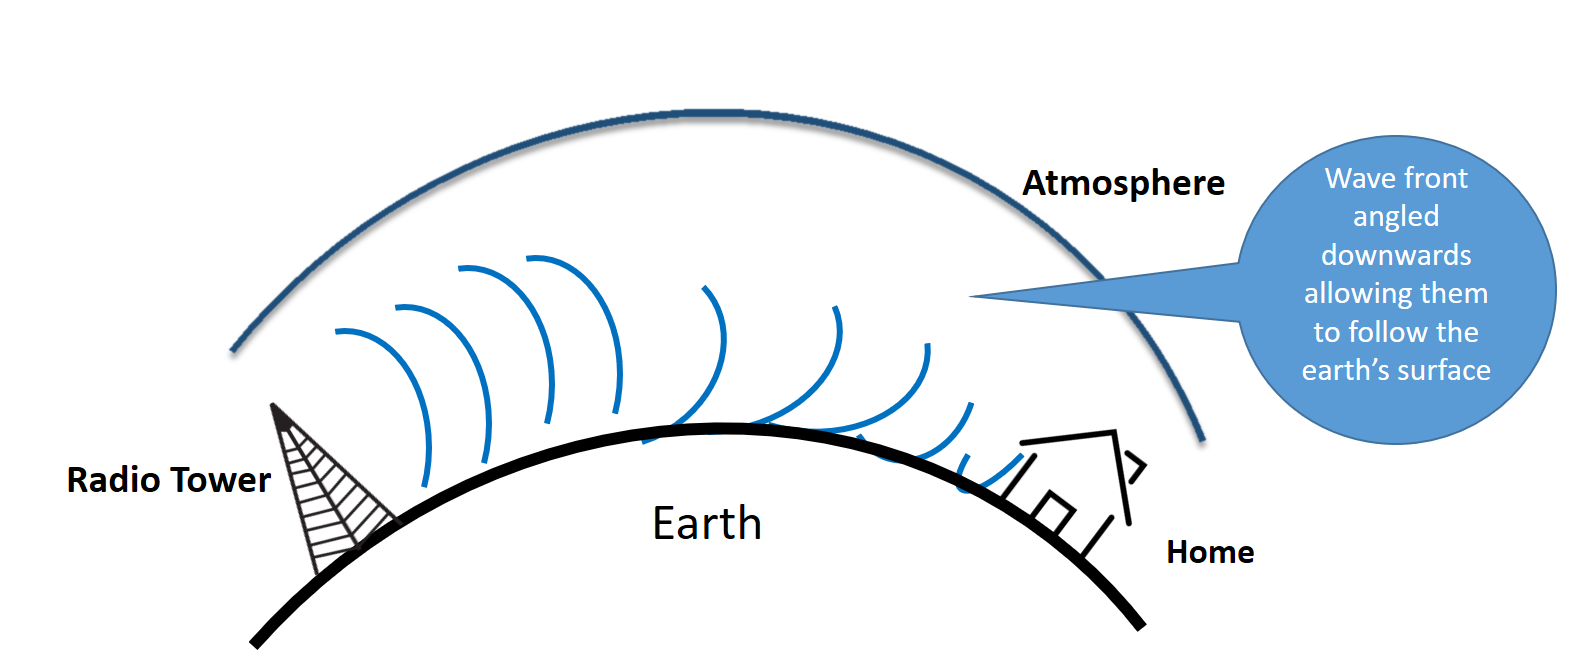 Atmosphere
Wave front
angled
downwards
allowing them
to follow the
earth’s surface
Radio Tower
Earth
Home